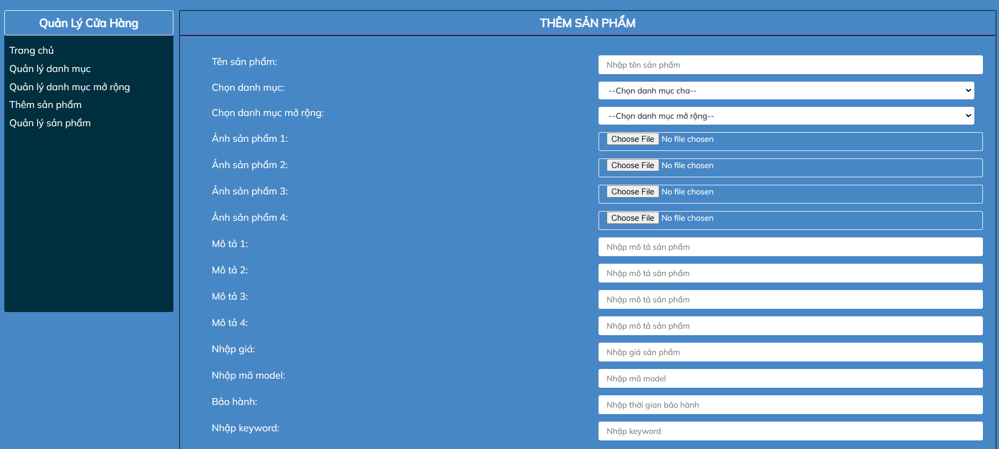 Quản Lý Cửa Hàng
Trang chủ
Quản lý danh mục
Quản lý danh mục mở rộng
Thêm sản phẩm
Quản lý sản phẩm
THÊM SẢN PHẨM
Tên sản phẩm: Nhập tên sản phẩm
Chọn danh mục: --Chọn danh mục cha--
Chọn danh mục mở rộng: --Chọn danh mục mở rộng--
Ảnh sản phẩm 1: Choose File No file chosen
Ảnh sản phẩm 2: Choose File No file chosen
Ảnh sản phẩm 3: Choose File No file chosen
Ảnh sản phẩm 4: Choose File No file chosen
Mô tả 1: Nhập mô tả sản phẩm
Mô tả 2: Nhập mô tả sản phẩm
Mô tả 3: Nhập mô tả sản phẩm
Mô tả 4: Nhập mô tả sản phẩm
Nhập giá: Nhập giá sản phẩm
Nhập mã model: Nhập mã model
Bảo hành: Nhập thời gian bảo hành
Nhập keyword: Nhập keyword